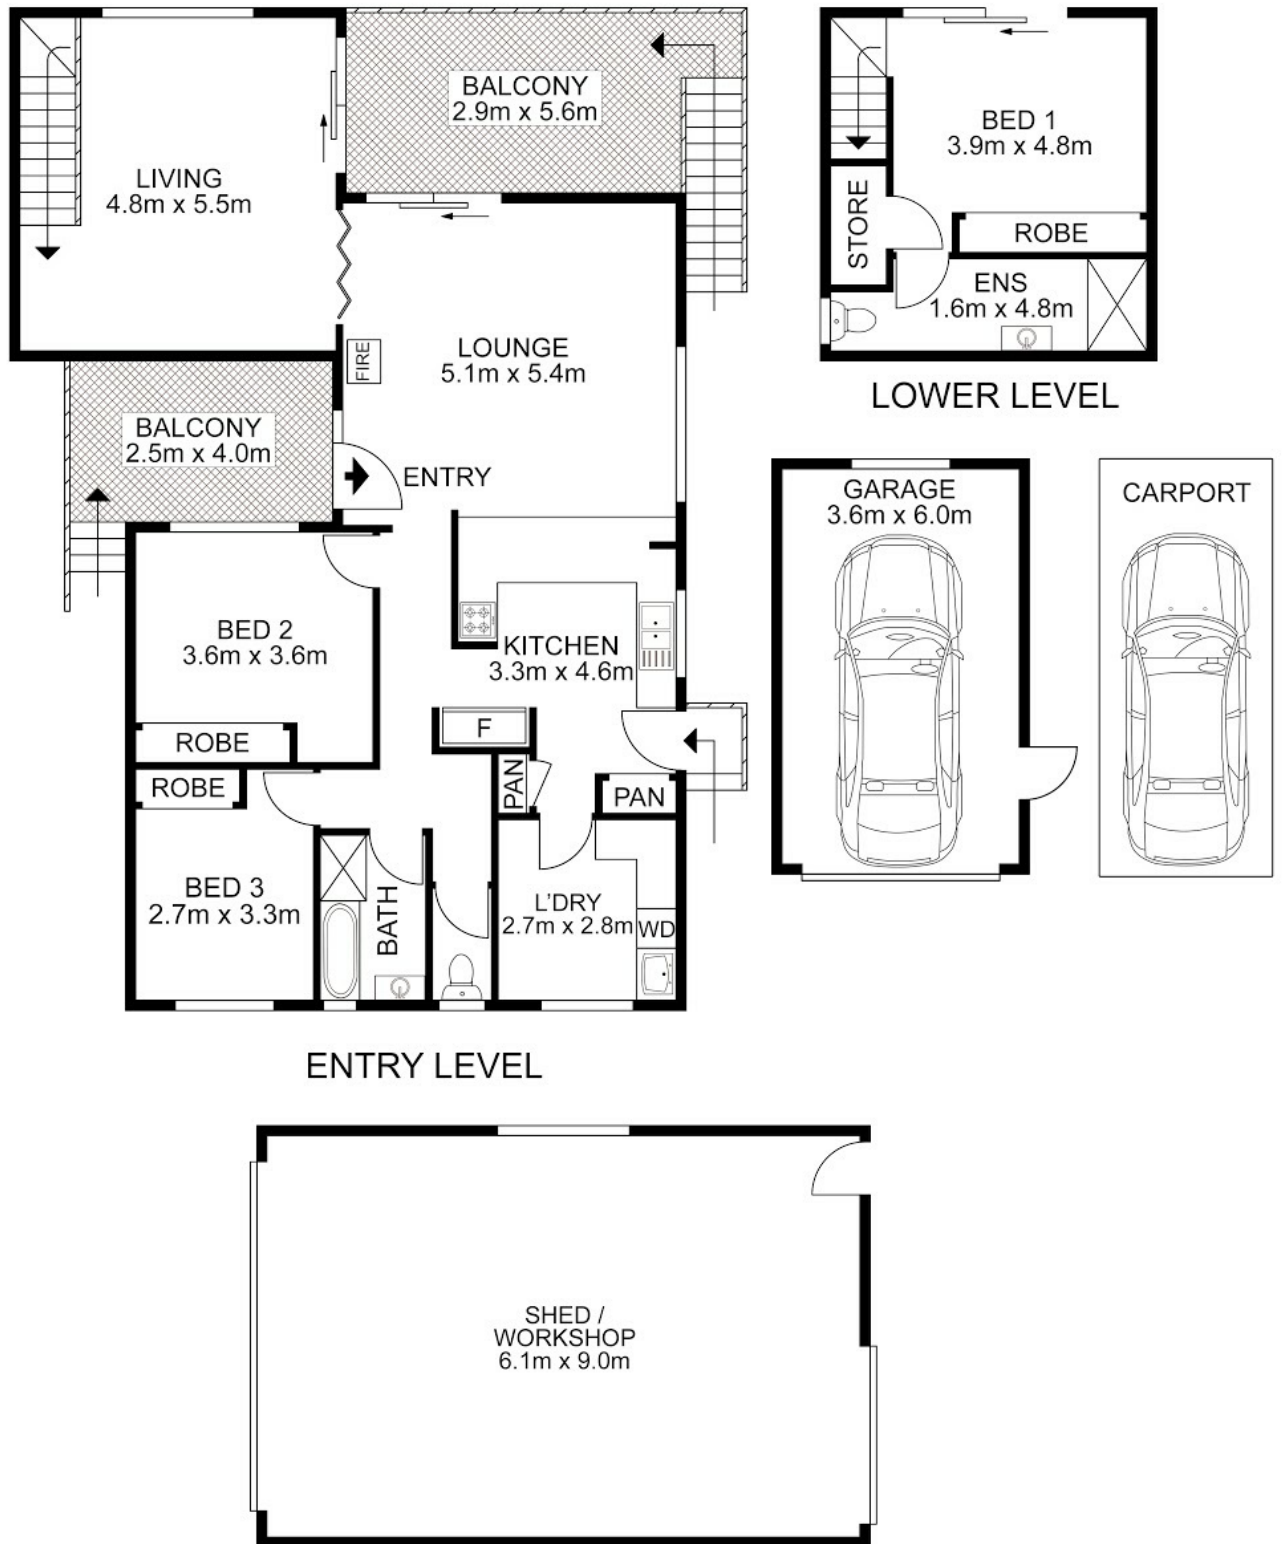 BALCONY
2.9m x 5.6m
LIVING
4.8m x 5.5m
LOUNGE
5.1m x 5.4m
FIRE
BALCONY
2.5m x 4.0m
ENTRY
BED 2
3.6m x 3.6m
KITCHEN
3.3m x 4.6m
ROBE
F
ROBE
PAN
PAN
BED 3
2.7m x 3.3m
BATH
L'DRY
2.7m x 2.8m
WD
ENTRY LEVEL
BED 1
3.9m x 4.8m
STORE
ROBE
ENS
1.6m x 4.8m
LOWER LEVEL
GARAGE
3.6m x 6.0m
CARPORT
SHED /
WORKSHOP
6.1m x 9.0m